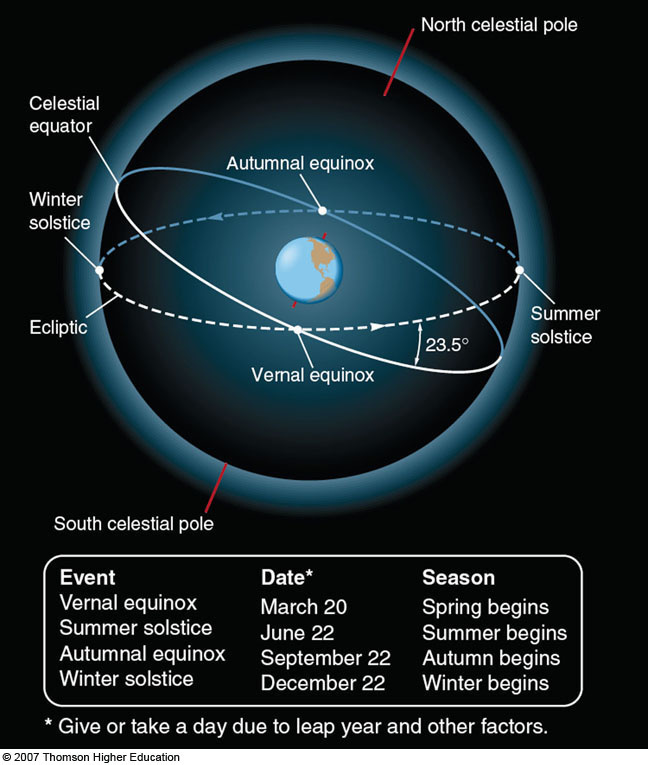 North celestial pole
Celestial
equator
Autumnal equinox
Winter
solstice
Ecliptic
Summer
solstice
23.5°
Vernal equinox
South celestial pole
Event Date* Season
Vernal equinox March 20 Spring begins
Summer solstice June 22 Summer begins
Autumnal equinox September 22 Autumn begins
Winter solstice December 22 Winter begins
* Give or take a day due to leap year and other factors.
© 2007 Thomson Higher Education